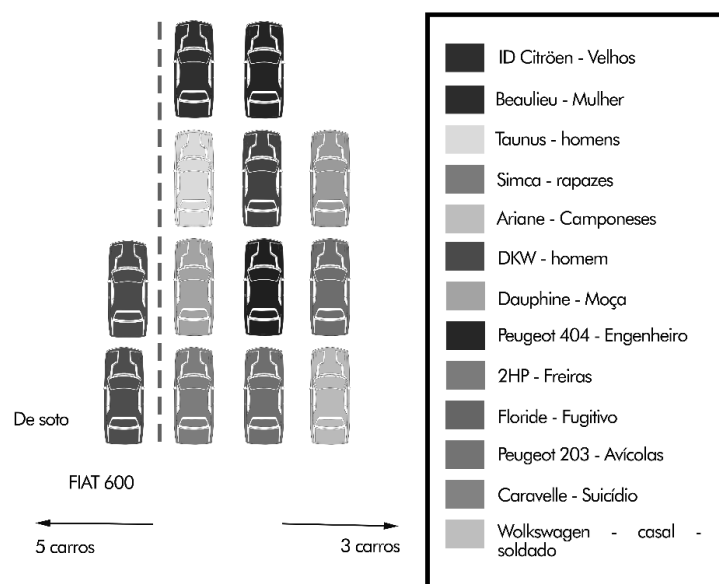 De soto
FIAT 600
5 carros
3 carros
ID Citröen - Velhos
Beaulieu - Mulher
Taunus - homens
Simca - rapazes
Ariane - Camponeses
DKW - homem
Dauphine - Moça
Peugeot 404 - Engenheiro
2HP - Freiras
Floride - Fugitivo
Peugeot 203 - Avícolas
Caravelle - Suicídio
Wolkswagen - casal -
soldado